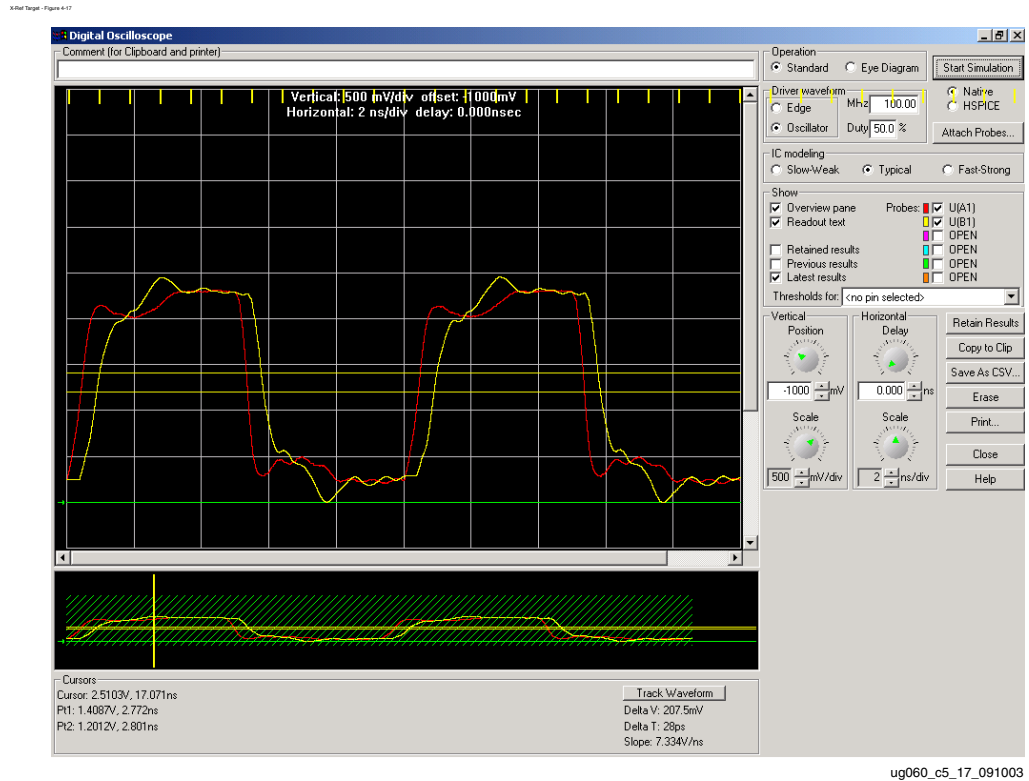 X-Ref Target - Figure 4-17
Digital Oscilloscope
Comment (for Clipboard and printer)
Vertical: 500 mV/div offset: -1000mV
Horizontal: 2 ns/div delay: 0.000nsec
Operation
Standard Eye Diagram
Start Simulation
Driver waveform
Edge
Oscillator
MHz 100.00
Duty 50.0 %
Native
HSPICE
Attach Probes...
IC modeling
Slow-Weak Typical Fast-Strong
Show
Overview pane Probes: U(A1)
Readout text U(B1)
OPEN
Retained results OPEN
Previous results OPEN
Latest results OPEN
Thresholds for: <no pin selected>
Vertical
Position
-1000 mV
Scale
500 mV/div
Horizontal
Delay
0.000 ns
Scale
2 ns/div
Retain Results
Copy to Clip
Save As CSV...
Erase
Print...
Close
Help
Cursors
Cursor: 2.5103V, 17.071ns
Pt1: 1.4087V, 2.772ns
Pt2: 1.2012V, 2.801ns
Track Waveform
Delta V: 207.5mV
Delta T: 28ps
Slope: 7.334V/ns
ug060_c5_17_091003